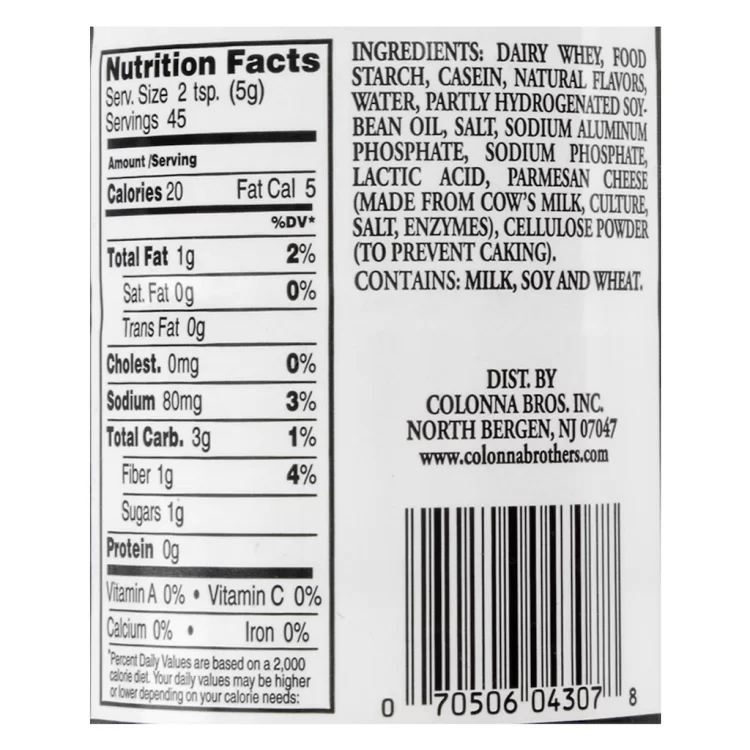 Nutrition Facts
Serv. Size 2 tsp. (5g)
Servings 45
Amount /Serving
Calories 20 Fat Cal 5
%DV*
Total Fat 1g 2%
Sat. Fat 0g 0%
Trans Fat 0g
Cholest. 0mg 0%
Sodium 80mg 3%
Total Carb. 3g 1%
Fiber 1g 4%
Sugars 1g
Protein 0g
Vitamin A 0% • Vitamin C 0%
Calcium 0% • Iron 0%
*Percent Daily Values are based on a 2,000
calorie diet. Your daily values may be higher
or lower depending on your calorie needs:
INGREDIENTS: DAIRY WHEY, FOOD
STARCH, CASEIN, NATURAL FLAVORS,
WATER, PARTLY HYDROGENATED SOY-
BEAN OIL, SALT, SODIUM ALUMINUM
PHOSPHATE, SODIUM PHOSPHATE,
LACTIC ACID, PARMESAN CHEESE
(MADE FROM COW'S MILK, CULTURE,
SALT, ENZYMES), CELLULOSE POWDER
(TO PREVENT CAKING).
CONTAINS: MILK, SOY AND WHEAT.
DIST. BY
COLONNA BROS. INC.
NORTH BERGEN, NJ 07047
www.colonnabrothers.com
0 70506 04307 8